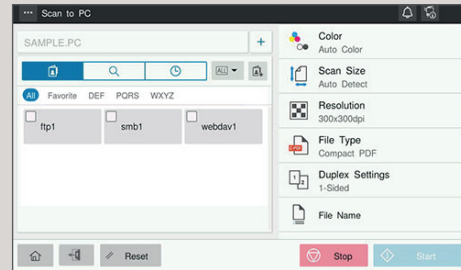 Scan to PC
SAMPLE.PC
+
ALL
All Favorite DEF PQRS WXYZ
ftp1 smb1 webdav1
Color
Auto Color
Scan Size
Auto Detect
Resolution
300x300dpi
File Type
Compact PDF
Duplex Settings
1-Sided
File Name
Reset
Stop
Start